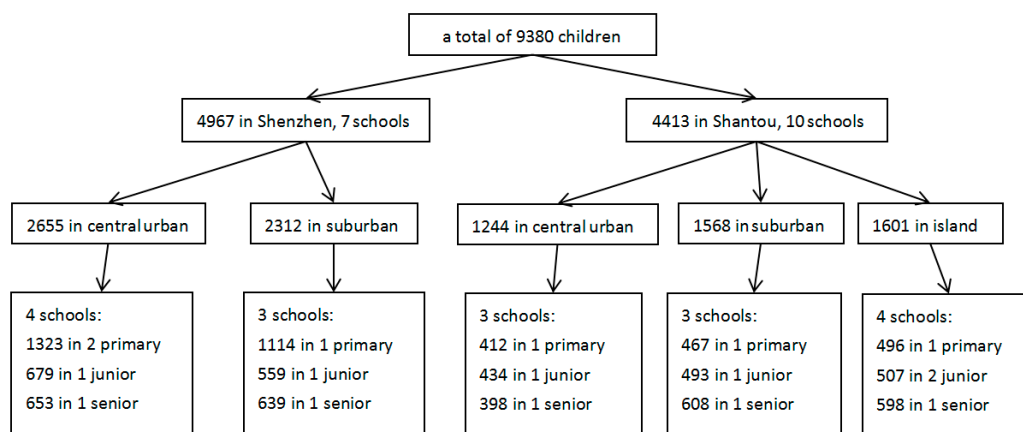 a total of 9380 children
4967 in Shenzhen, 7 schools
4413 in Shantou, 10 schools
2655 in central urban
2312 in suburban
1244 in central urban
1568 in suburban
1601 in island
4 schools:
1323 in 2 primary
679 in 1 junior
653 in 1 senior
3 schools:
1114 in 1 primary
559 in 1 junior
639 in 1 senior
3 schools:
412 in 1 primary
434 in 1 junior
398 in 1 senior
3 schools:
467 in 1 primary
493 in 1 junior
608 in 1 senior
4 schools:
496 in 1 primary
507 in 2 junior
598 in 1 senior